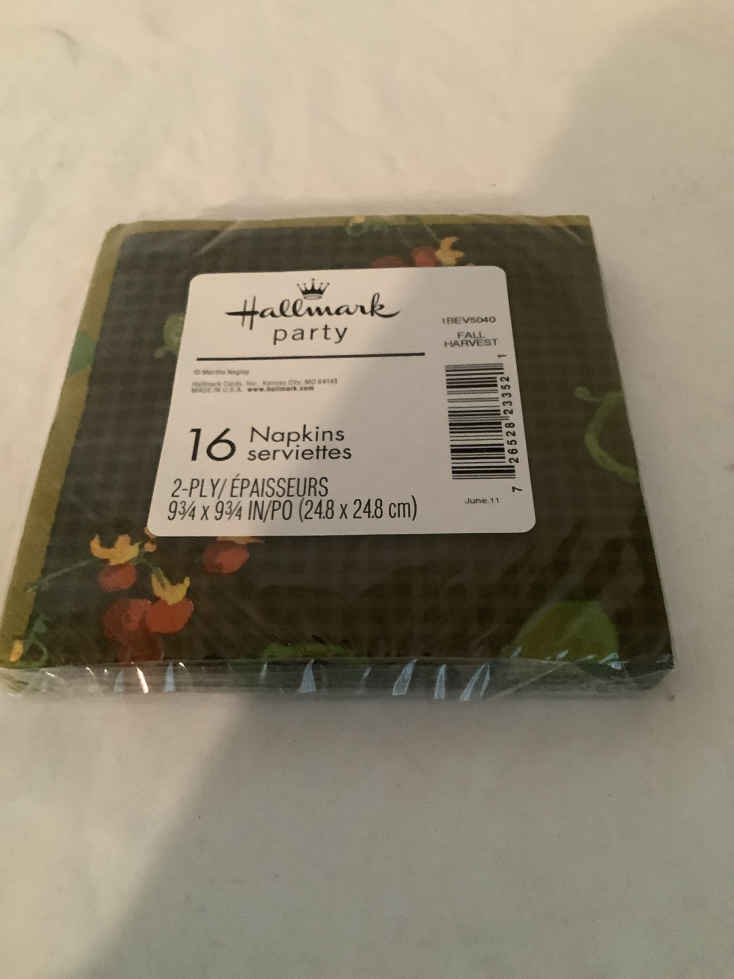 Hallmark
party
© Martha Negley
Hallmark Cards, Inc., Kansas City, MO 64141
MADE IN U.S.A. www.hallmark.com
16 Napkins
serviettes
2-PLY/ÉPAISSEURS
9¾ x 9¾ IN/PO (24.8 x 24.8 cm)
1BEV5040
FALL
HARVEST
7 26528 23352 1
June.11